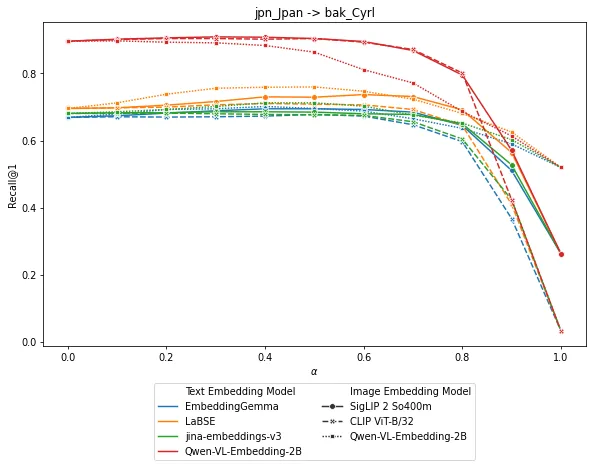 jpn_Jpan -> bak_Cyrl
Recall@1
0.8
0.6
0.4
0.2
0.0
0.0 0.2 0.4 0.6 0.8 1.0
α
Text Embedding Model
EmbeddingGemma
LaBSE
jina-embeddings-v3
Qwen-VL-Embedding-2B
Image Embedding Model
SigLIP 2 So400m
CLIP ViT-B/32
Qwen-VL-Embedding-2B